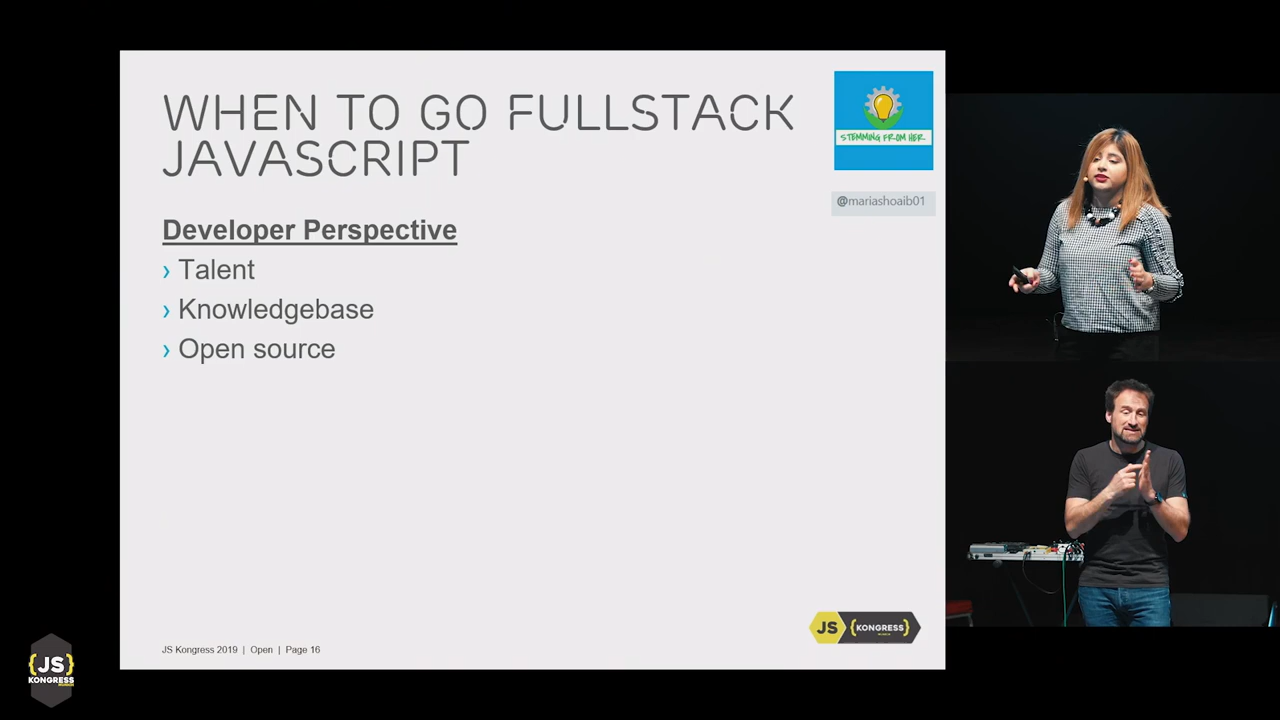 WHEN TO GO FULLSTACK
JAVASCRIPT
STEMMING FROM HER
@mariashoaib01
Developer Perspective
› Talent
› Knowledgebase
› Open source
JS {KONGRESS}
JS Kongress 2019 | Open | Page 16
{JS}
KONGRESS